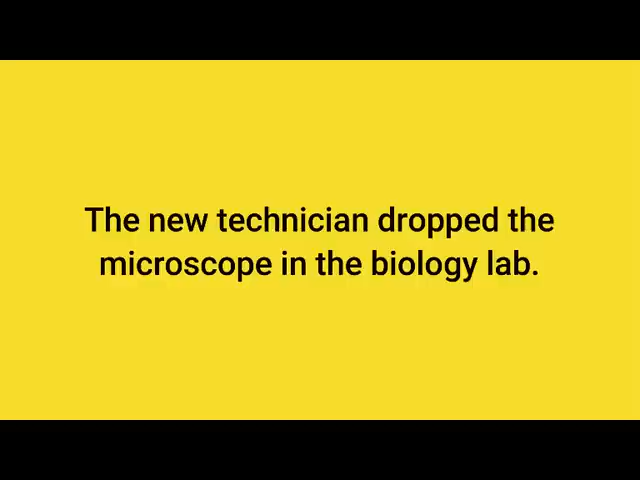 The new technician dropped the
microscope in the biology lab.